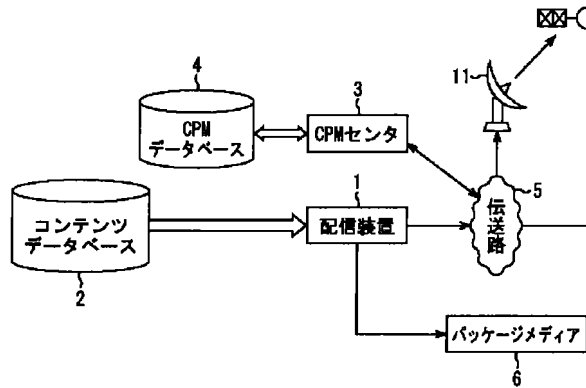 4
CPM
データベース
3
CPMセンタ
11
コンテンツ
データベース
2
1
配信装置
5
伝送路
パッケージメディア
6